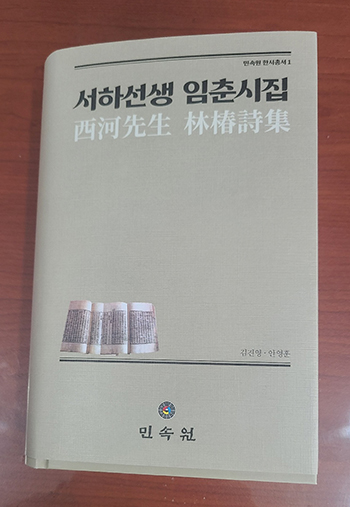 민속원 한시총서 1
서하선생 임춘시집
西河先生 林椿詩集
김진영·안영훈
민속원